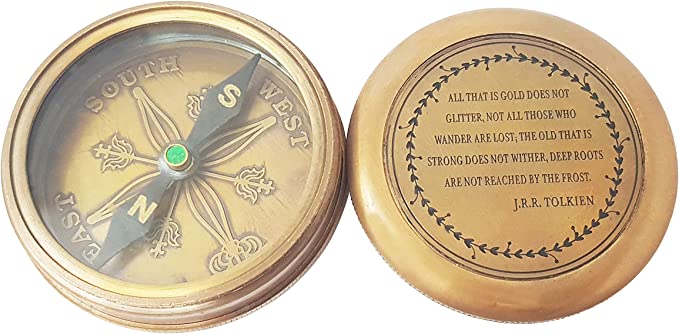 SOUTH
WEST
EAST
S
N
ALL THAT IS GOLD DOES NOT
GLITTER, NOT ALL THOSE WHO
WANDER ARE LOST; THE OLD THAT IS
STRONG DOES NOT WITHER, DEEP ROOTS
ARE NOT REACHED BY THE FROST.
J.R.R. TOLKIEN